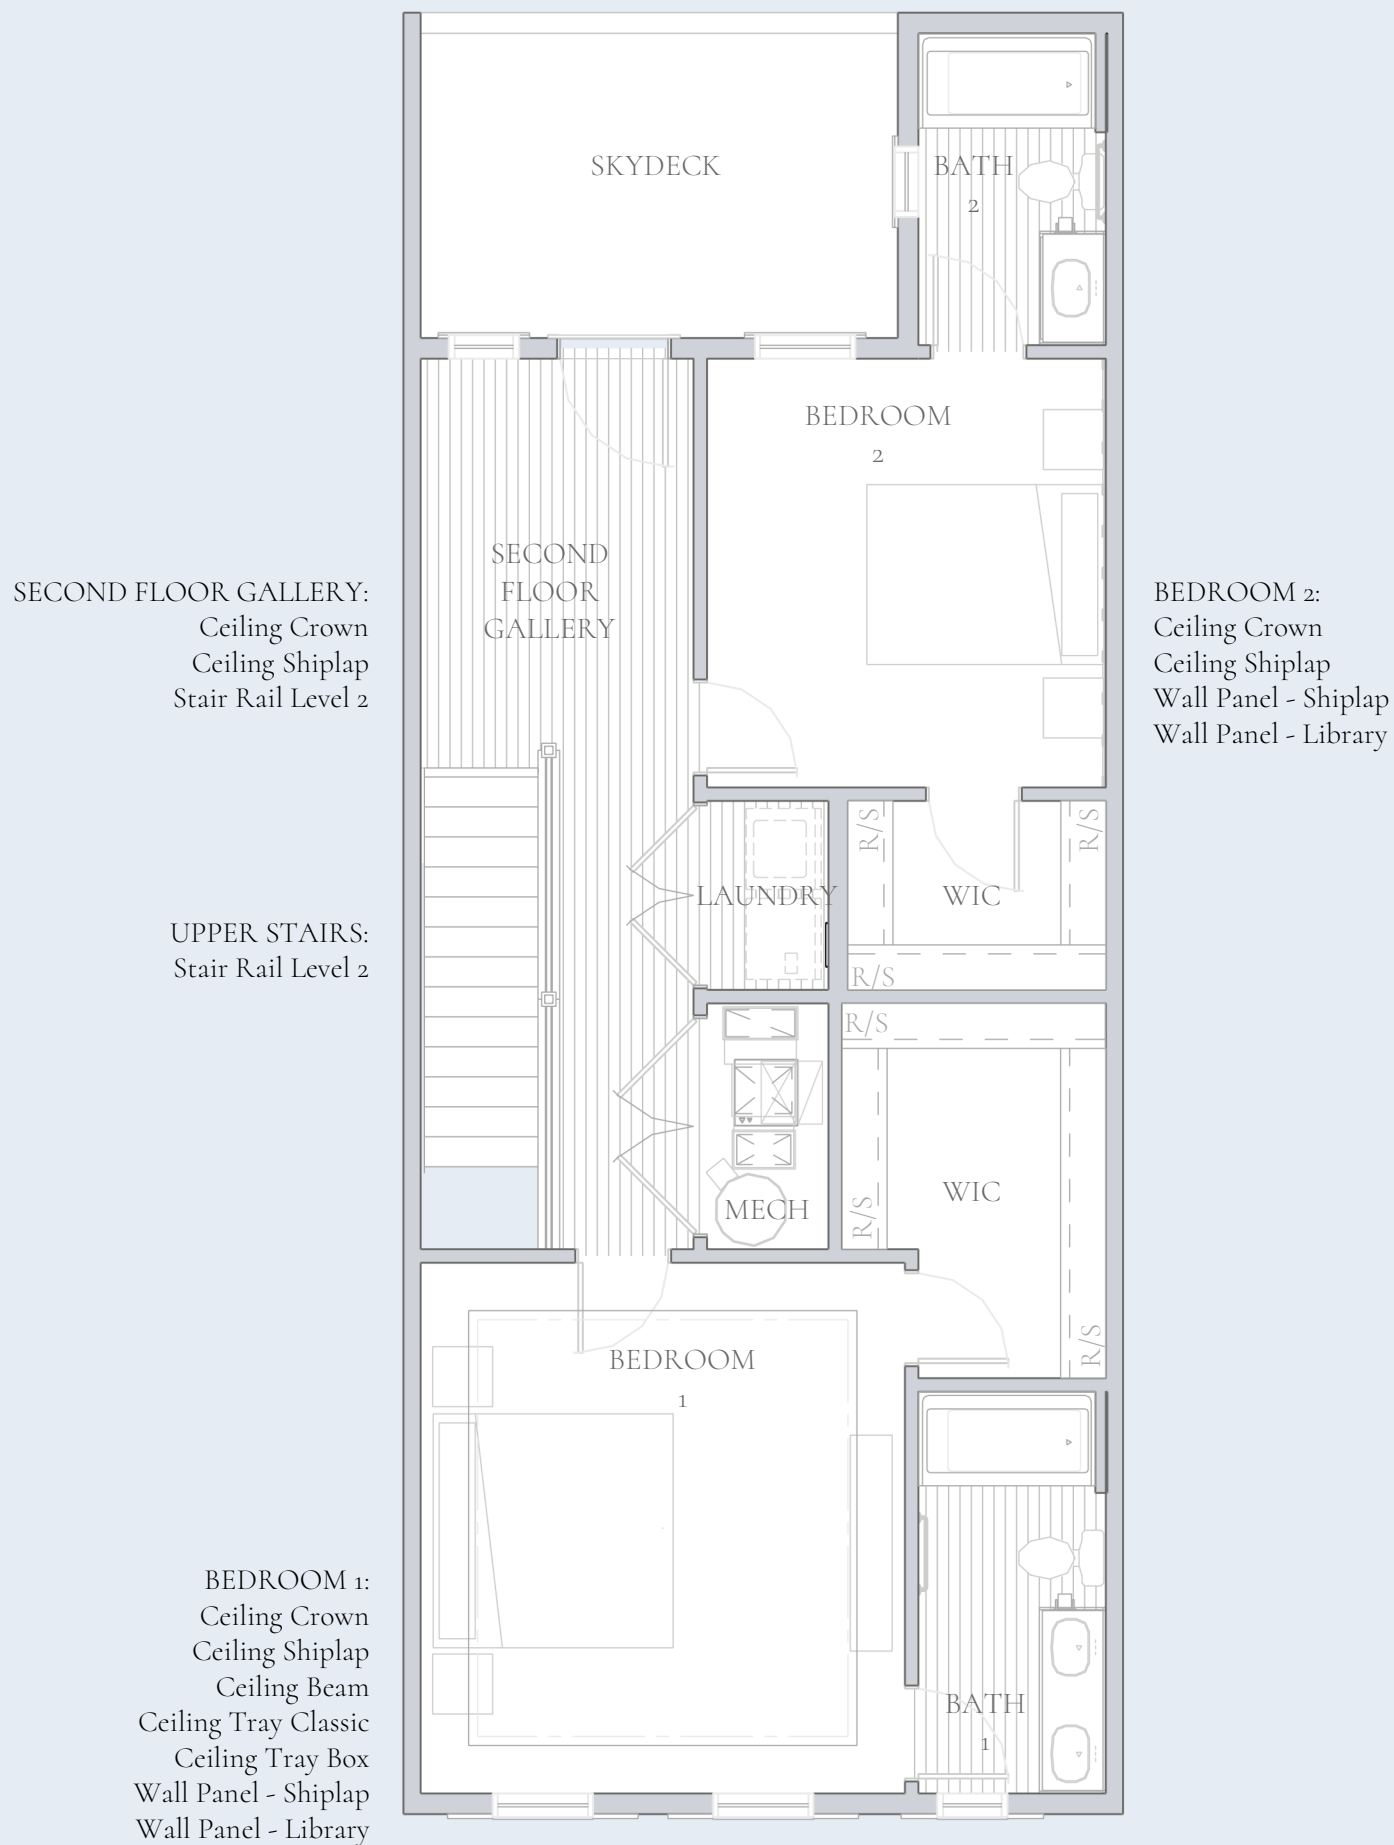 SKYDECK
BATH
2
BEDROOM
2
SECOND
FLOOR
GALLERY
SECOND FLOOR GALLERY:
Ceiling Crown
Ceiling Shiplap
Stair Rail Level 2
BEDROOM 2:
Ceiling Crown
Ceiling Shiplap
Wall Panel - Shiplap
Wall Panel - Library
R/S
R/S
LAUNDRY
WIC
R/S
UPPER STAIRS:
Stair Rail Level 2
R/S
WIC
MECH
R/S
R/S
BEDROOM
1
BATH
1
BEDROOM 1:
Ceiling Crown
Ceiling Shiplap
Ceiling Beam
Ceiling Tray Classic
Ceiling Tray Box
Wall Panel - Shiplap
Wall Panel - Library